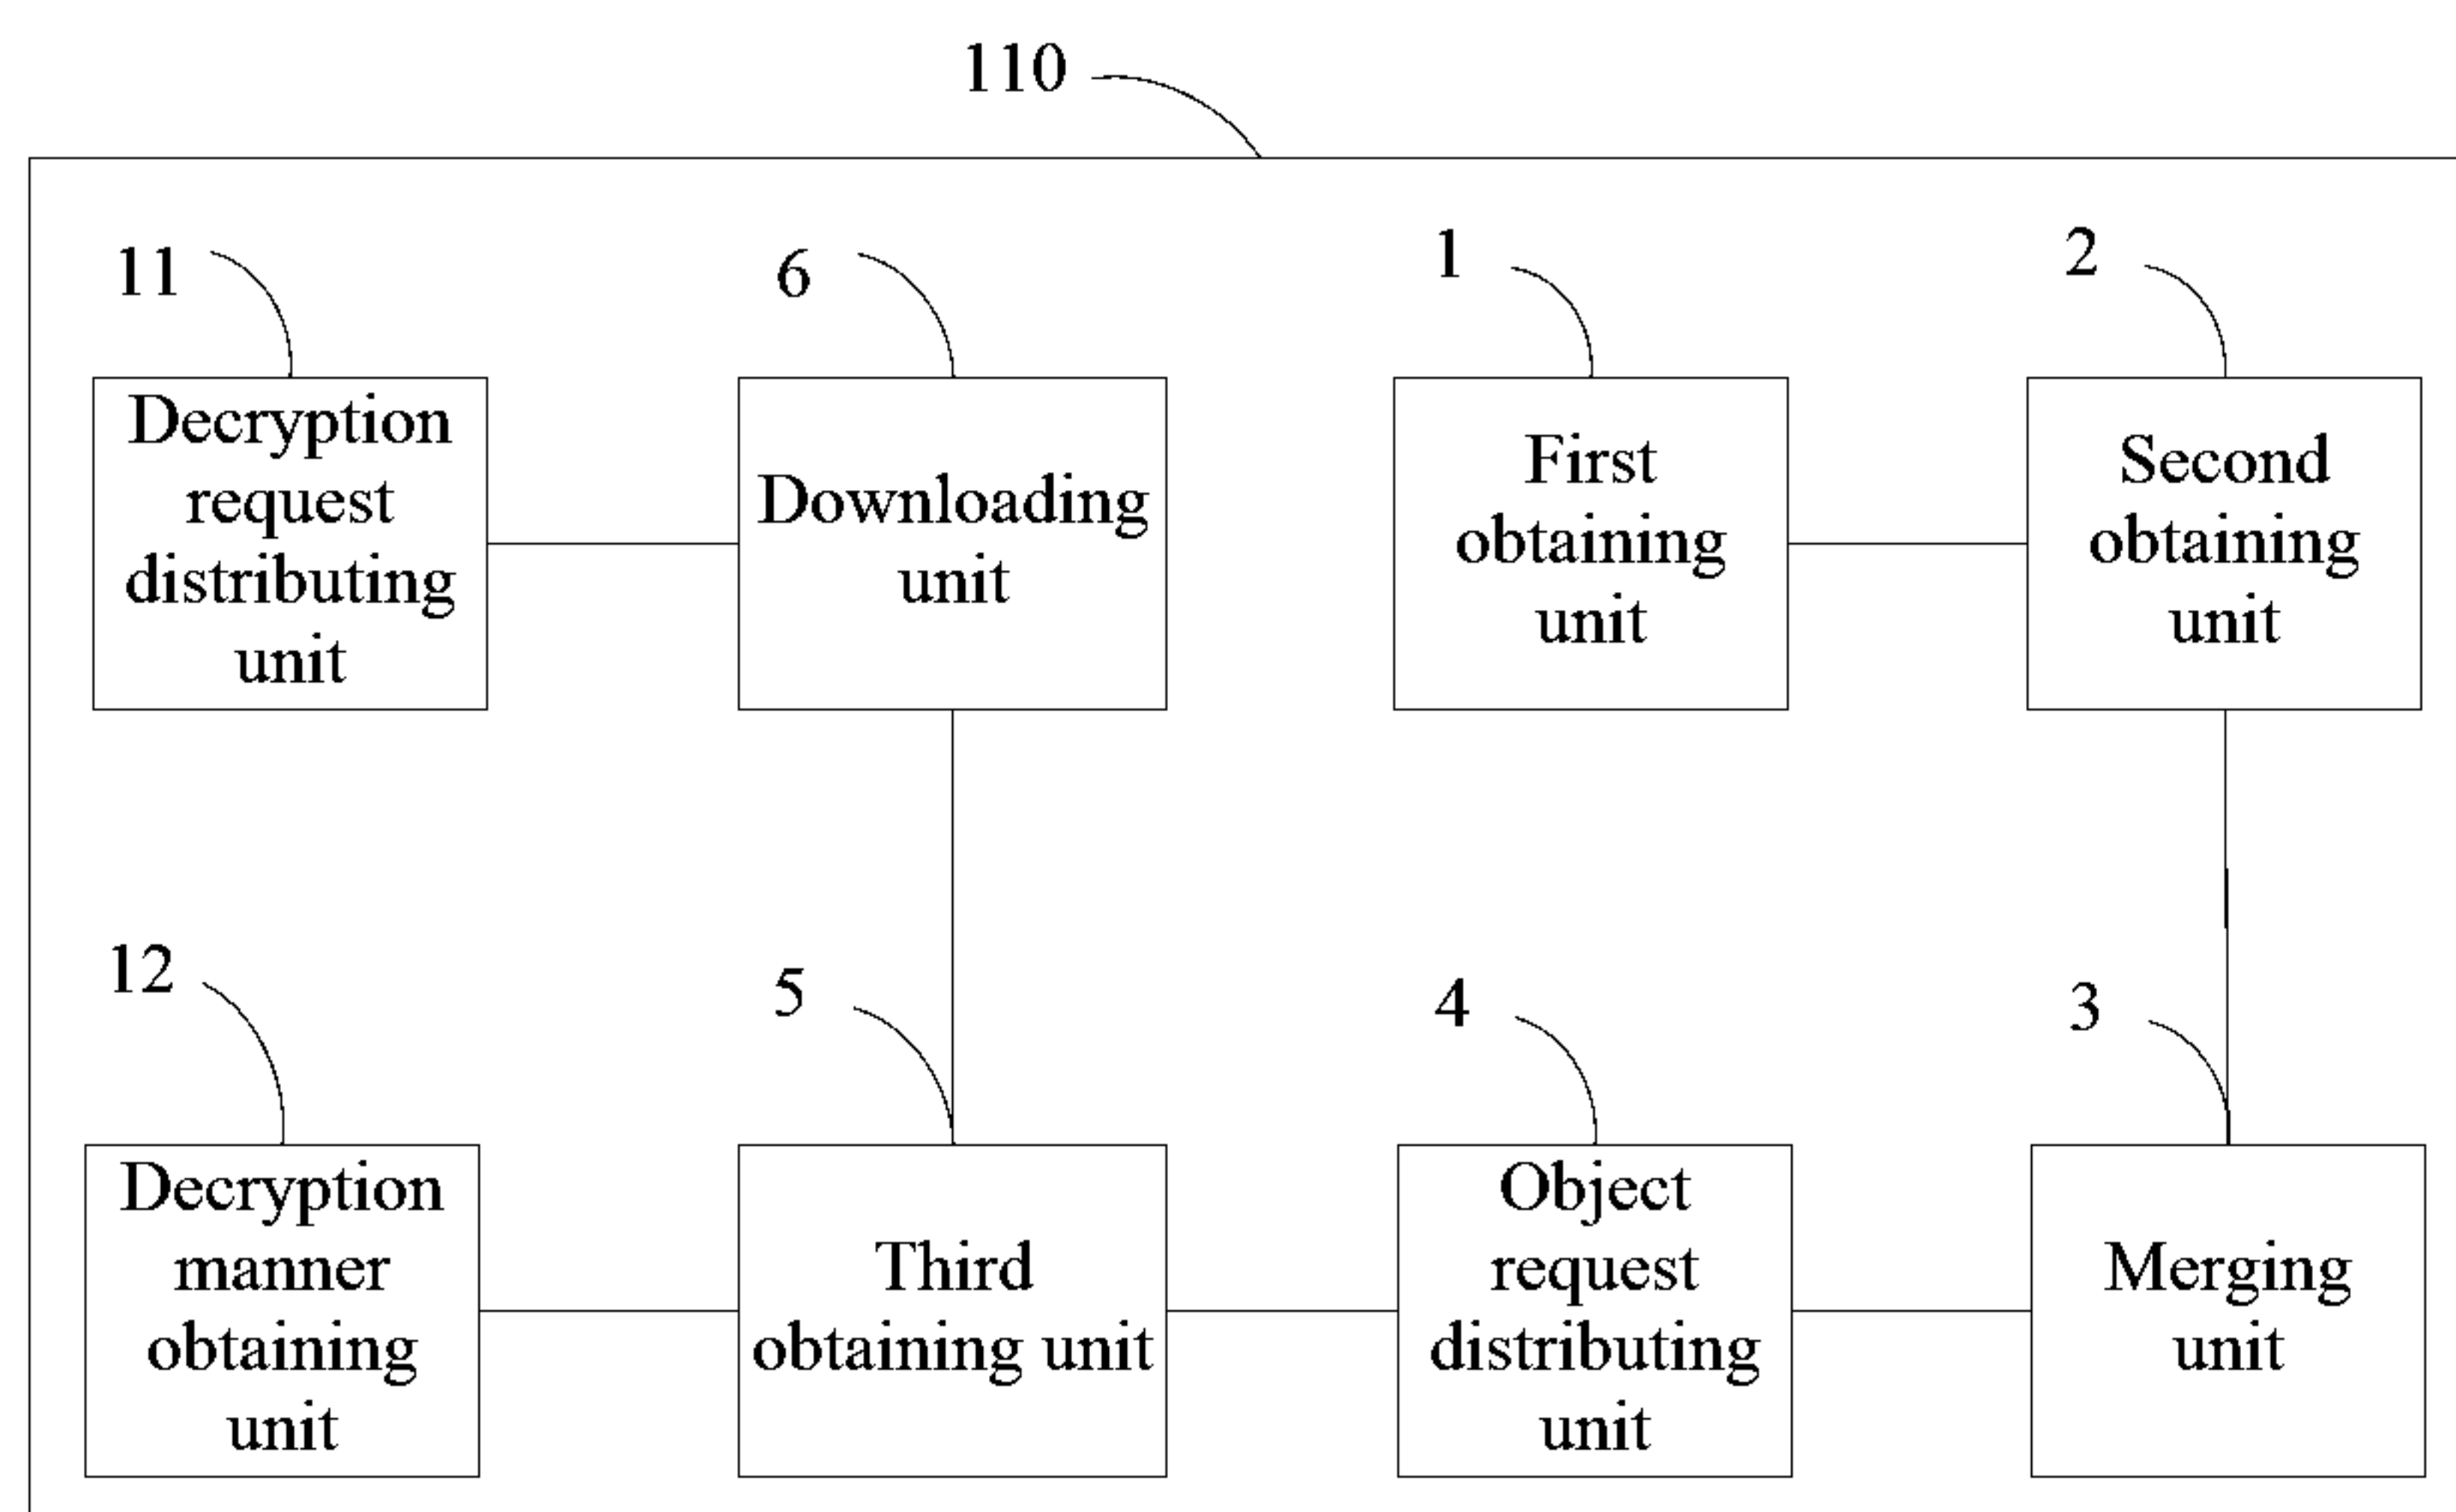 110
11
6
1
2
Decryption
request
distributing
unit
Downloading
unit
First
obtaining
unit
Second
obtaining
unit
12
5
4
3
Decryption
manner
obtaining
unit
Third
obtaining unit
Object
request
distributing
unit
Merging
unit